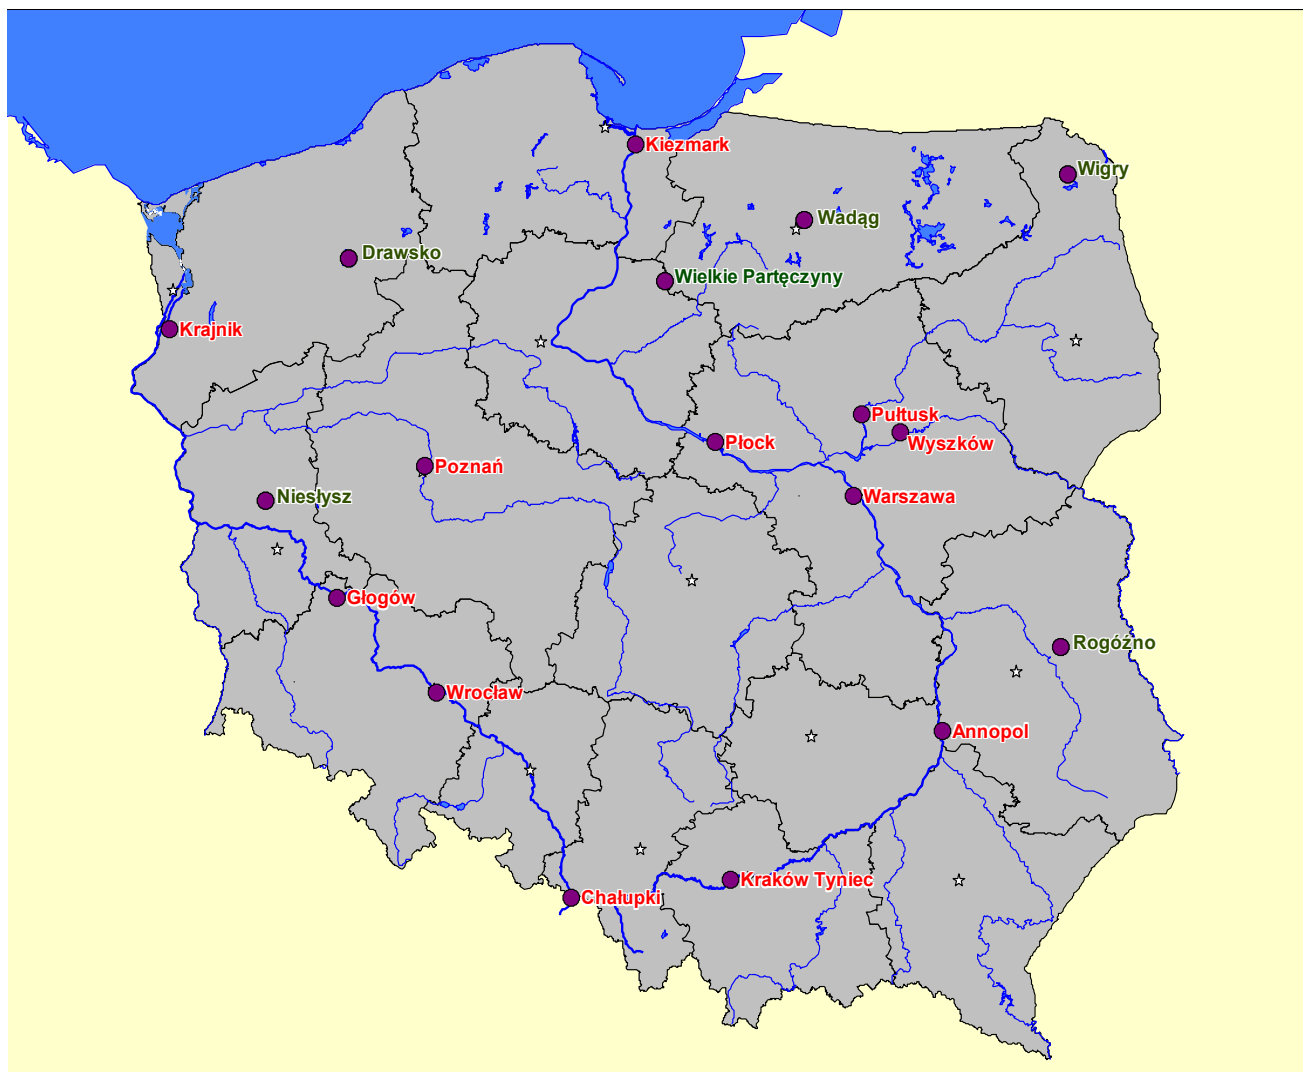 Kiezmark
Wigry
Wadąg
Drawsko
Wielkie Partęczyny
Krajnik
Pułtusk
Płock
Wyszków
Poznań
Niesłysz
Warszawa
Głogów
Rogóźno
Wrocław
Annopol
Kraków Tyniec
Chałupki